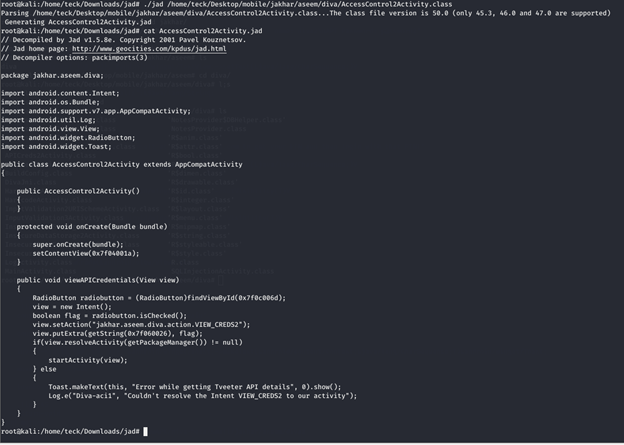 root@kali:/home/teck/Downloads/jad# ./jad /home/teck/Desktop/mobile/jakhar/aseem/diva/AccessControl2Activity.class
Parsing /home/teck/Desktop/mobile/jakhar/aseem/diva/AccessControl2Activity.class...The class file version is 50.0 (only 45.3, 46.0 and 47.0 are supported)
 Generating AccessControl2Activity.jad
root@kali:/home/teck/Downloads/jad# cat AccessControl2Activity.jad
// Decompiled by Jad v1.5.8e. Copyright 2001 Pavel Kouznetsov.
// Jad home page: http://www.geocities.com/kpdus/jad.html
// Decompiler options: packimports(3)

package jakhar.aseem.diva;

import android.content.Intent;
import android.os.Bundle;
import android.support.v7.app.AppCompatActivity;
import android.util.Log;
import android.view.View;
import android.widget.RadioButton;
import android.widget.Toast;

public class AccessControl2Activity extends AppCompatActivity
{

    public AccessControl2Activity()
    {
    }

    protected void onCreate(Bundle bundle)
    {
        super.onCreate(bundle);
        setContentView(0x7f04001a);
    }

    public void viewAPICredentials(View view)
    {
        RadioButton radiobutton = (RadioButton)findViewById(0x7f0c006d);
        view = new Intent();
        boolean flag = radiobutton.isChecked();
        view.setAction("jakhar.aseem.diva.action.VIEW_CREDS2");
        view.putExtra(getString(0x7f060026), flag);
        if(view.resolveActivity(getPackageManager()) != null)
        {
            startActivity(view);
        } else
        {
            Toast.makeText(this, "Error while getting Tveeter API details", 0).show();
            Log.e("Diva-aci1", "Couldn't resolve the Intent VIEW_CREDS2 to our activity");
        }
    }
}
root@kali:/home/teck/Downloads/jad#